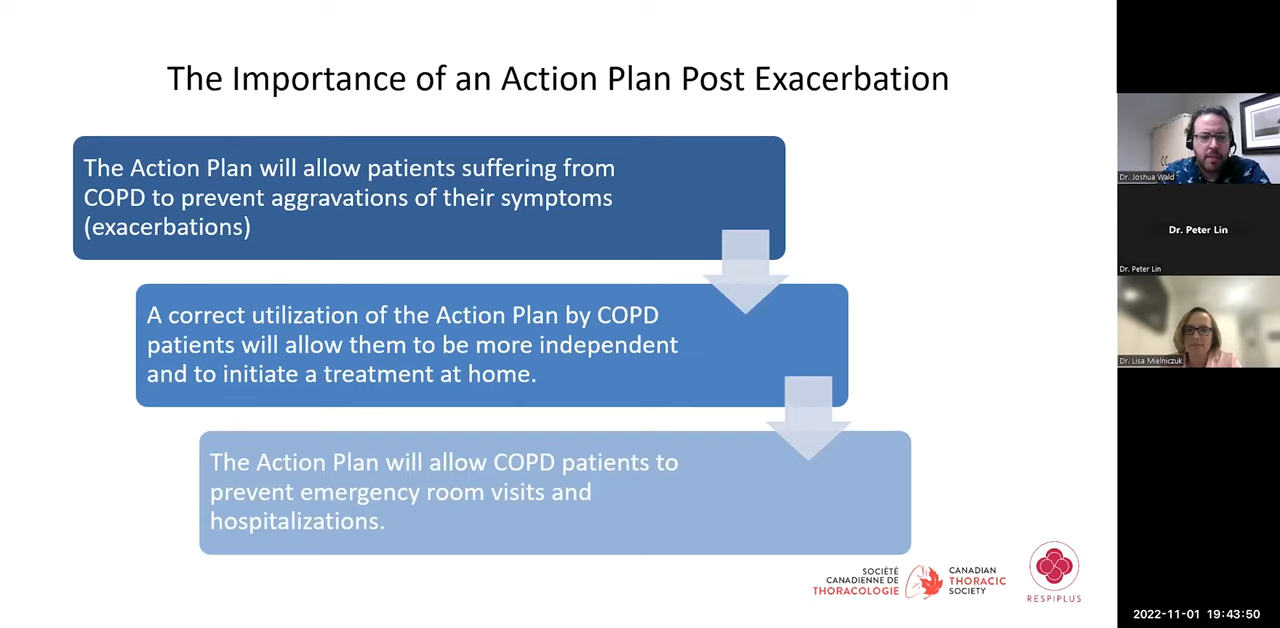 The Importance of an Action Plan Post Exacerbation
The Action Plan will allow patients suffering from
COPD to prevent aggravations of their symptoms
(exacerbations)
A correct utilization of the Action Plan by COPD
patients will allow them to be more independent
and to initiate a treatment at home.
The Action Plan will allow COPD patients to
prevent emergency room visits and
hospitalizations.
SOCIÉTÉ
CANADIENNE DE
THORACOLOGIE
CANADIAN
THORACIC
SOCIETY
RESPIPLUS
Dr. Joshua Wald
Dr. Peter Lin
Dr. Peter Lin
Dr. Lisa Mielniczuk
2022-11-01 19:43:50